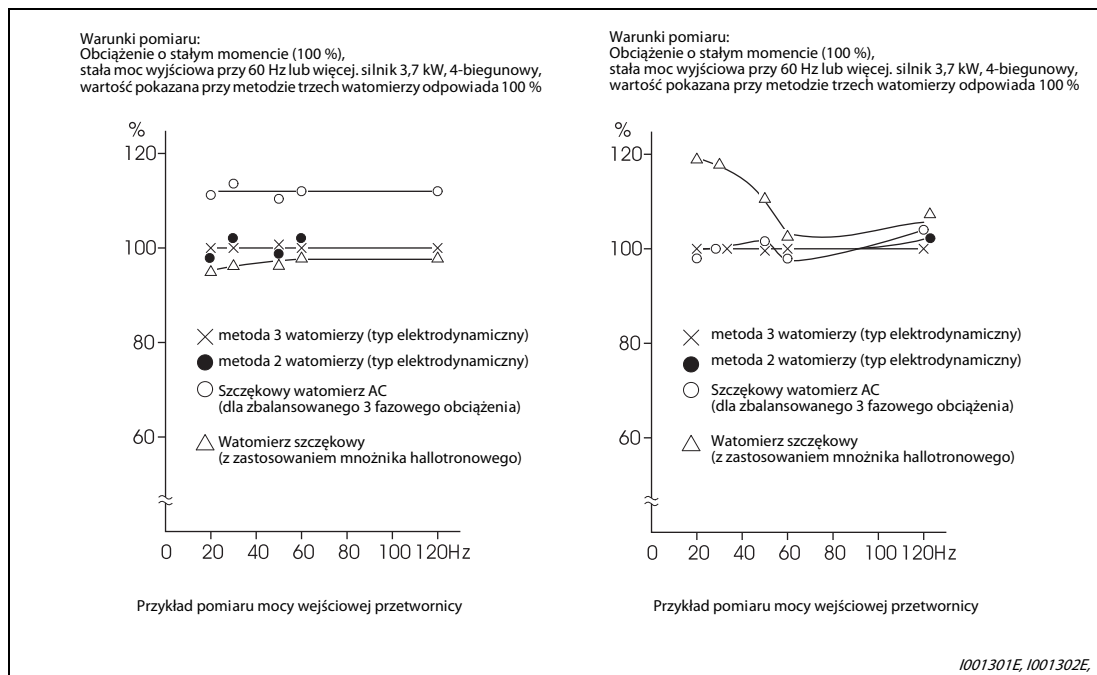 Warunki pomiaru:
Obciążenie o stałym momencie (100 %),
stała moc wyjściowa przy 60 Hz lub więcej. silnik 3,7 kW, 4-biegunowy,
wartość pokazana przy metodzie trzech watomierzy odpowiada 100 %
%
120
100
80
60
metoda 3 watomierzy (typ elektrodynamiczny)
metoda 2 watomierzy (typ elektrodynamiczny)
Szczękowy watomierz AC
(dla zbalansowanego 3 fazowego obciążenia)
Watomierz szczękowy
(z zastosowaniem mnożnika hallotronowego)
0 20 40 60 80 100 120Hz
Przykład pomiaru mocy wejściowej przetwornicy
Warunki pomiaru:
Obciążenie o stałym momencie (100 %),
stała moc wyjściowa przy 60 Hz lub więcej. silnik 3,7 kW, 4-biegunowy,
wartość pokazana przy metodzie trzech watomierzy odpowiada 100 %
%
120
100
80
60
metoda 3 watomierzy (typ elektrodynamiczny)
metoda 2 watomierzy (typ elektrodynamiczny)
Szczękowy watomierz AC
(dla zbalansowanego 3 fazowego obciążenia)
Watomierz szczękowy
(z zastosowaniem mnożnika hallotronowego)
0 20 40 60 80 100 120Hz
Przykład pomiaru mocy wejściowej przetwornicy
I001301E, I001302E,